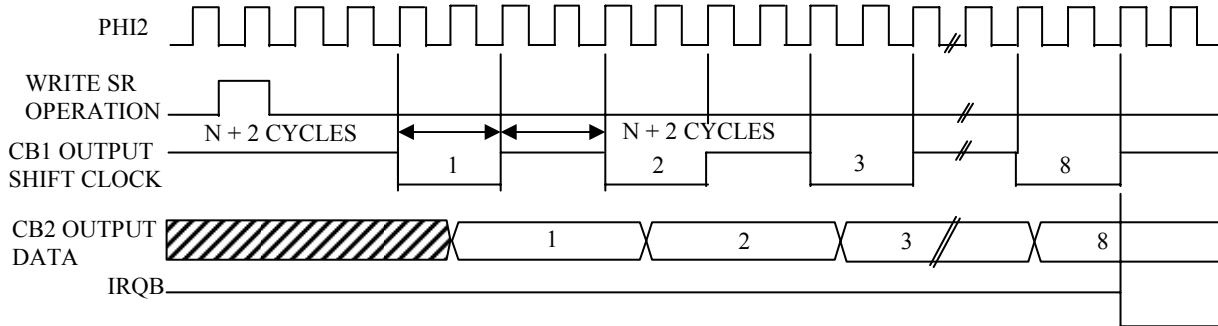 PHI2
WRITE SR
OPERATION
N + 2 CYCLES
N + 2 CYCLES
CB1 OUTPUT
SHIFT CLOCK
1
2
3
8
CB2 OUTPUT
DATA
1
2
3
8
IRQB